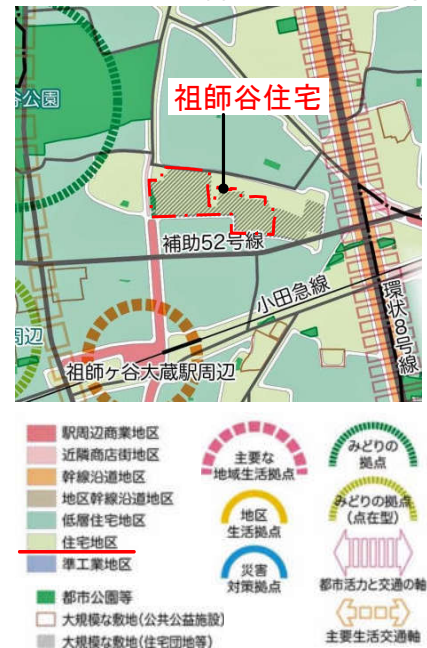 公園
祖師谷住宅
補助52号線
小田急線
環状8号線
周辺
祖師ヶ谷大蔵駅周辺
駅周辺商業地区
近隣商店街地区
幹線沿道地区
地区幹線沿道地区
低層住宅地区
住宅地区
準工業地区
都市公園等
大規模な敷地(公共公益施設)
大規模な敷地(住宅団地等)
主要な
地域生活拠点
地区
生活拠点
災害
対策拠点
みどりの
拠点
みどりの拠点
(点在型)
都市活力と交通の軸
主要生活交通軸